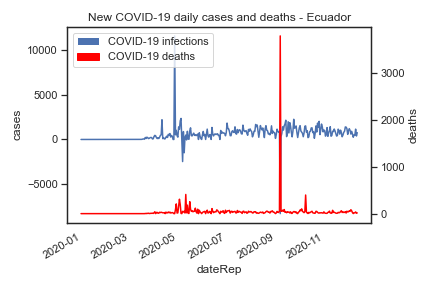 New COVID-19 daily cases and deaths - Ecuador
COVID-19 infections
COVID-19 deaths
10000
5000
0
−5000
cases
3000
2000
1000
0
deaths
2020-01
2020-03
2020-05
2020-07
2020-09
2020-11
dateRep